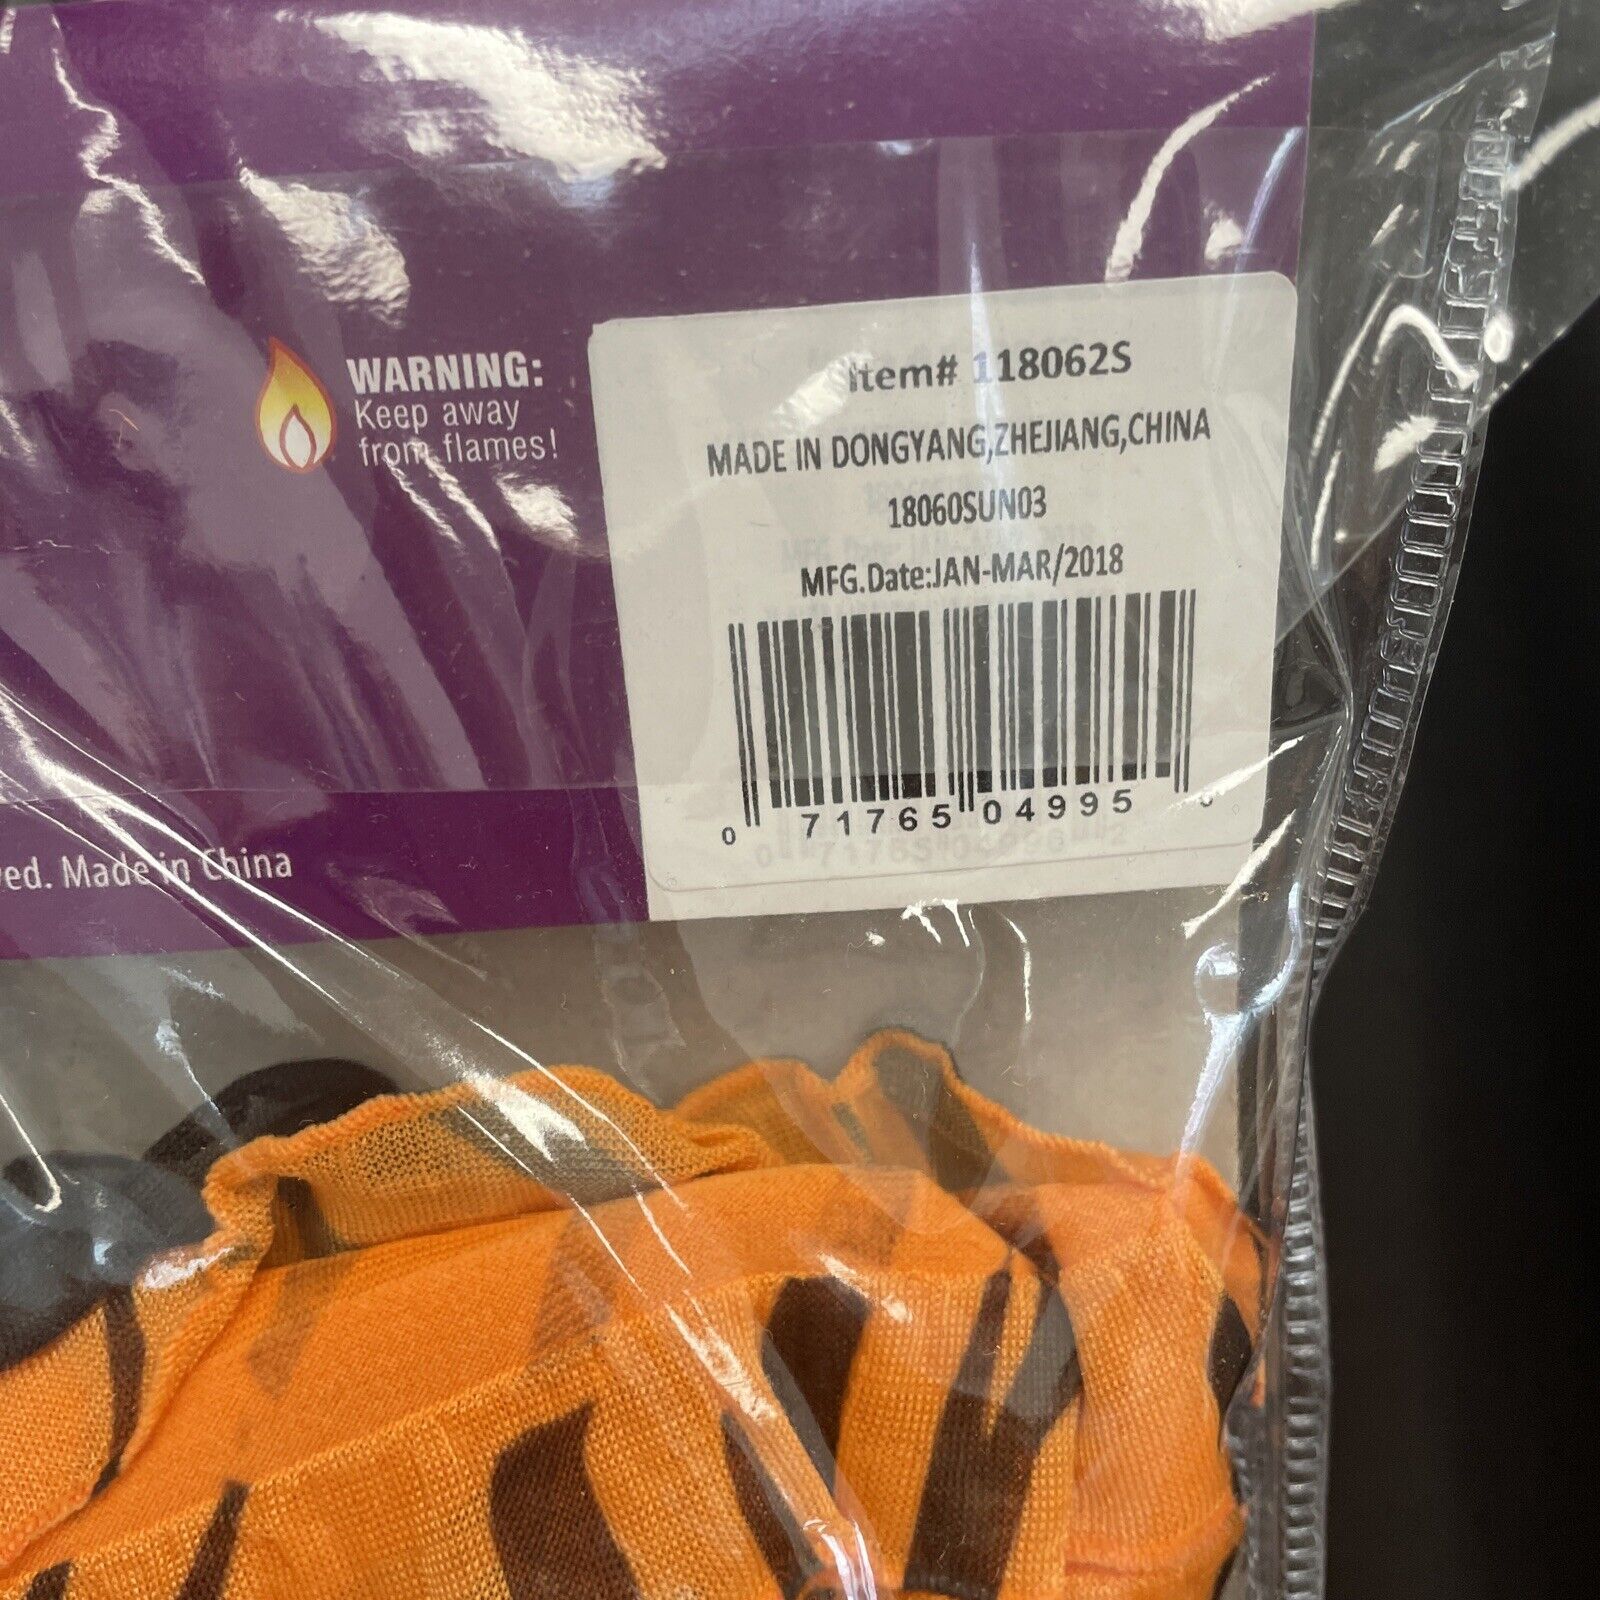 WARNING:
Keep away
from flames!
Item# 118062S
MADE IN DONGYANG,ZHEJIANG,CHINA
18060SUN03
MFG.Date:JAN-MAR/2018
0 71765 04995 0
Made in China